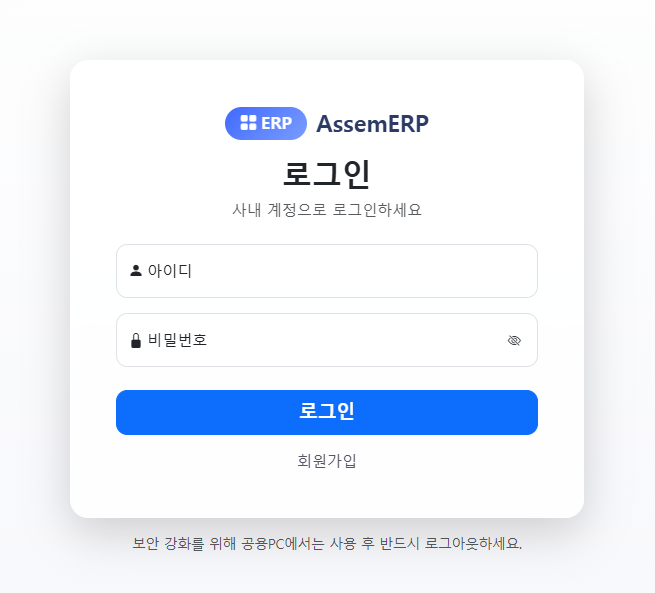 ERP AssemERP
로그인
사내 계정으로 로그인하세요
아이디
비밀번호
로그인
회원가입
보안 강화를 위해 공용PC에서는 사용 후 반드시 로그아웃하세요.